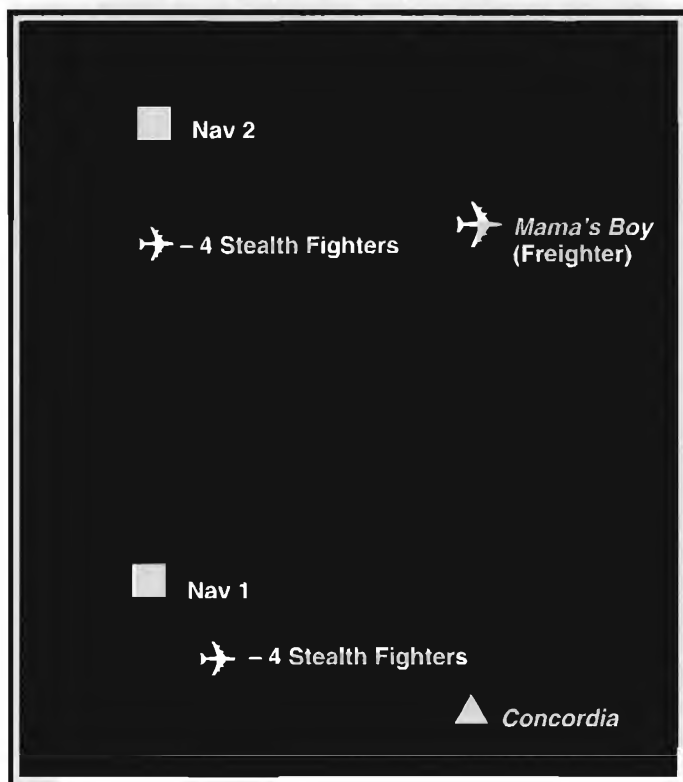 Nav 2
Mama's Boy
– 4 Stealth Fighters
(Freighter)
Nav 1
– 4 Stealth Fighters
Concordia